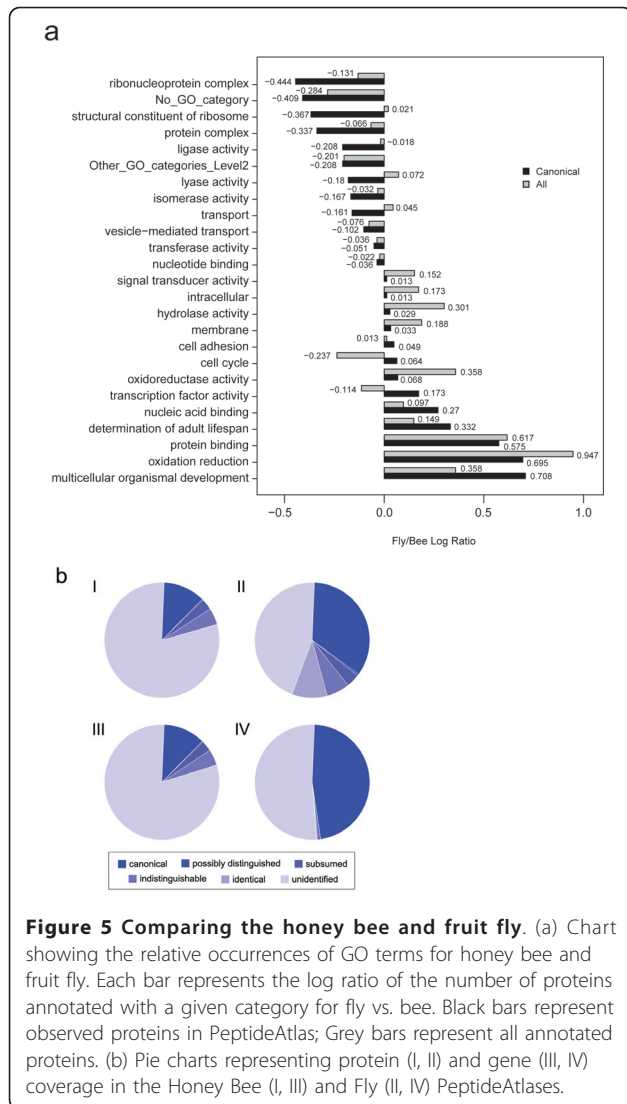 a
−0.131
ribonucleoprotein complex
−0.444
−0.284
No_GO_category
−0.409
0.021
structural constituent of ribosome
−0.367
−0.066
protein complex
−0.337
−0.018
ligase activity
−0.208
−0.201
Other_GO_categories_Level2
−0.208
0.072
lyase activity
−0.18
−0.032
isomerase activity
−0.167
0.045
transport
−0.161
−0.076
vesicle−mediated transport
−0.102
−0.036
transferase activity
−0.051
−0.022
nucleotide binding
−0.036
0.152
signal transducer activity
0.013
0.173
intracellular
0.013
0.301
hydrolase activity
0.029
0.188
membrane
0.033
0.013
cell adhesion
0.049
−0.237
cell cycle
0.064
0.358
oxidoreductase activity
0.068
−0.114
transcription factor activity
0.173
0.097
nucleic acid binding
0.27
0.149
determination of adult lifespan
0.332
0.617
protein binding
0.575
0.947
oxidation reduction
0.695
0.358
multicellular organismal development
0.708
Canonical
All
−0.5 0.0 0.5 1.0
Fly/Bee Log Ratio
b
I II
III IV
canonical possibly distinguished subsumed
indistinguishable identical unidentified
Figure 5 Comparing the honey bee and fruit fly. (a) Chart
showing the relative occurrences of GO terms for honey bee and
fruit fly. Each bar represents the log ratio of the number of proteins
annotated with a given category for fly vs. bee. Black bars represent
observed proteins in PeptideAtlas; Grey bars represent all annotated
proteins. (b) Pie charts representing protein (I, II) and gene (III, IV)
coverage in the Honey Bee (I, III) and Fly (II, IV) PeptideAtlases.